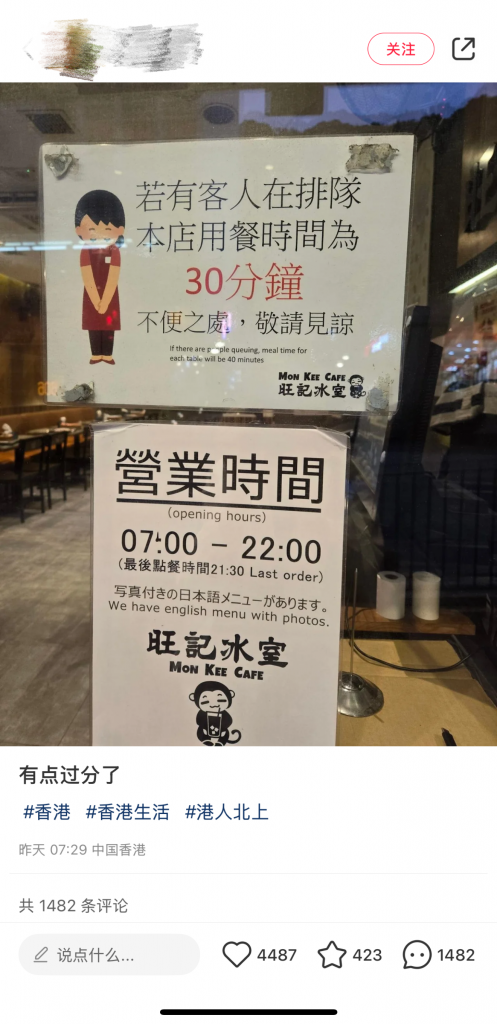 关注
若有客人在排隊
本店用餐時間為
30分鐘
不便之處，敬請見諒
if there are people queuing, meal time for
each table will be 40 minutes
MON KEE CAFE
旺記冰室
營業時間
(opening hours)
07:00 – 22:00
(最後點餐時間21:30 Last order)
写真付きの日本語メニューがあります。
We have english menu with photos.
旺記冰室
MON KEE CAFE
有点过分了
#香港 #香港生活 #港人北上
昨天 07:29 中国香港
共 1482 条评论
说点什么... 4487 423 1482